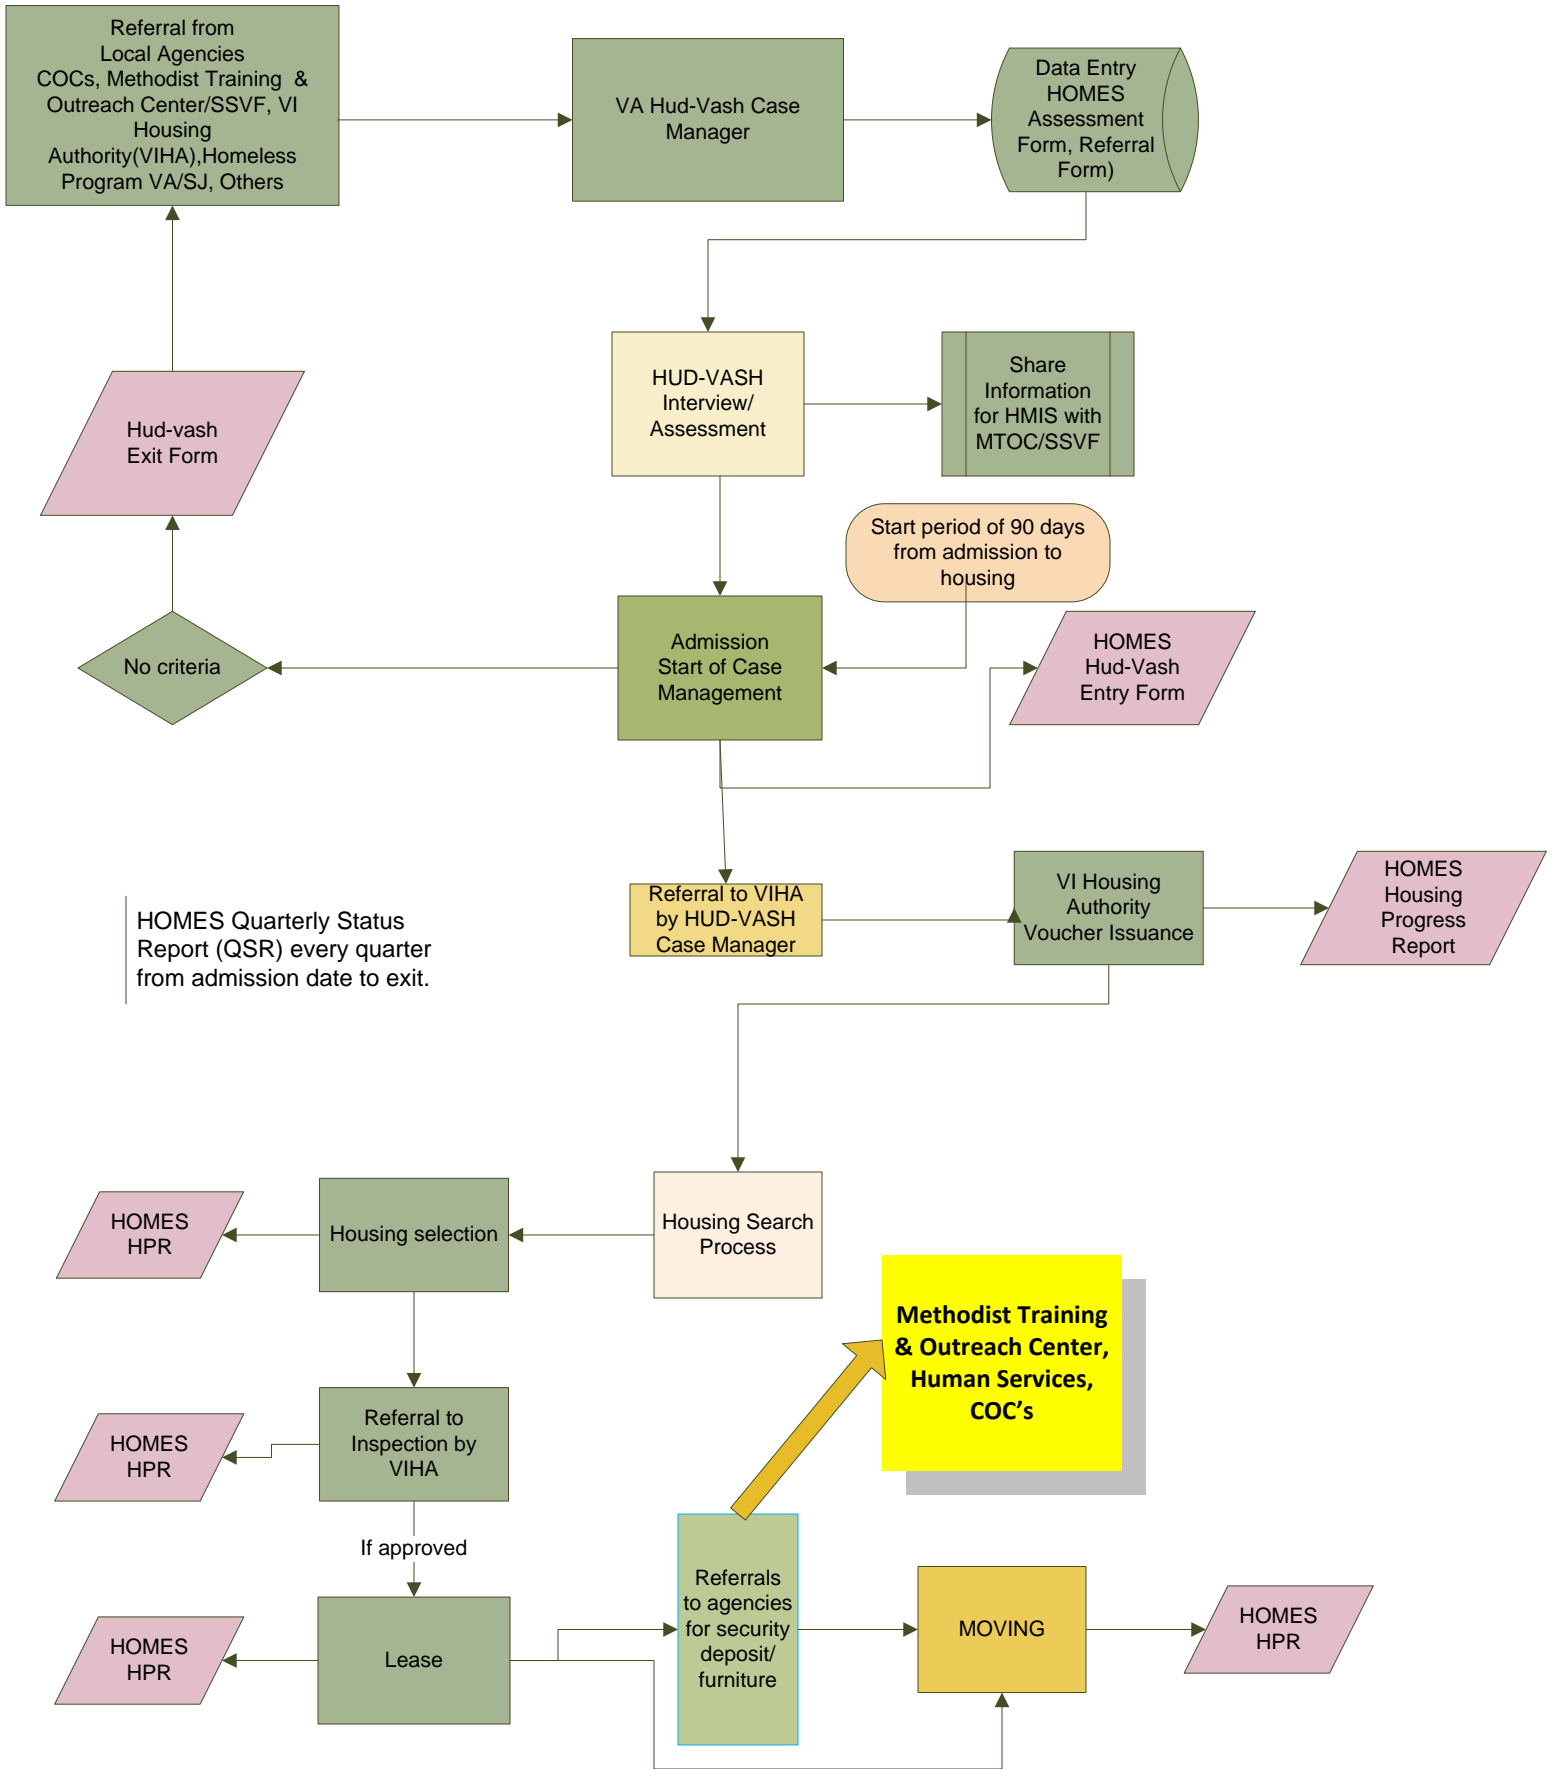 Referral from
Local Agencies
COCs, Methodist Training &
Outreach Center/SSVF, VI
Housing
Authority(VIHA),Homeless
Program VA/SJ, Others
VA Hud-Vash Case
Manager
Data Entry
HOMES
Assessment
Form, Referral
Form)
HUD-VASH
Interview/
Assessment
Share
Information
for HMIS with
MTOC/SSVF
Hud-vash
Exit Form
Start period of 90 days
from admission to
housing
No criteria
Admission
Start of Case
Management
HOMES
Hud-Vash
Entry Form
Referral to VIHA
by HUD-VASH
Case Manager
VI Housing
Authority
Voucher Issuance
HOMES
Housing
Progress
Report
HOMES Quarterly Status
Report (QSR) every quarter
from admission date to exit.
HOMES
HPR
Housing selection
Housing Search
Process
Methodist Training
& Outreach Center,
Human Services,
COC’s
HOMES
HPR
Referral to
Inspection by
VIHA
If approved
HOMES
HPR
Lease
Referrals
to agencies
for security
deposit/
furniture
MOVING
HOMES
HPR